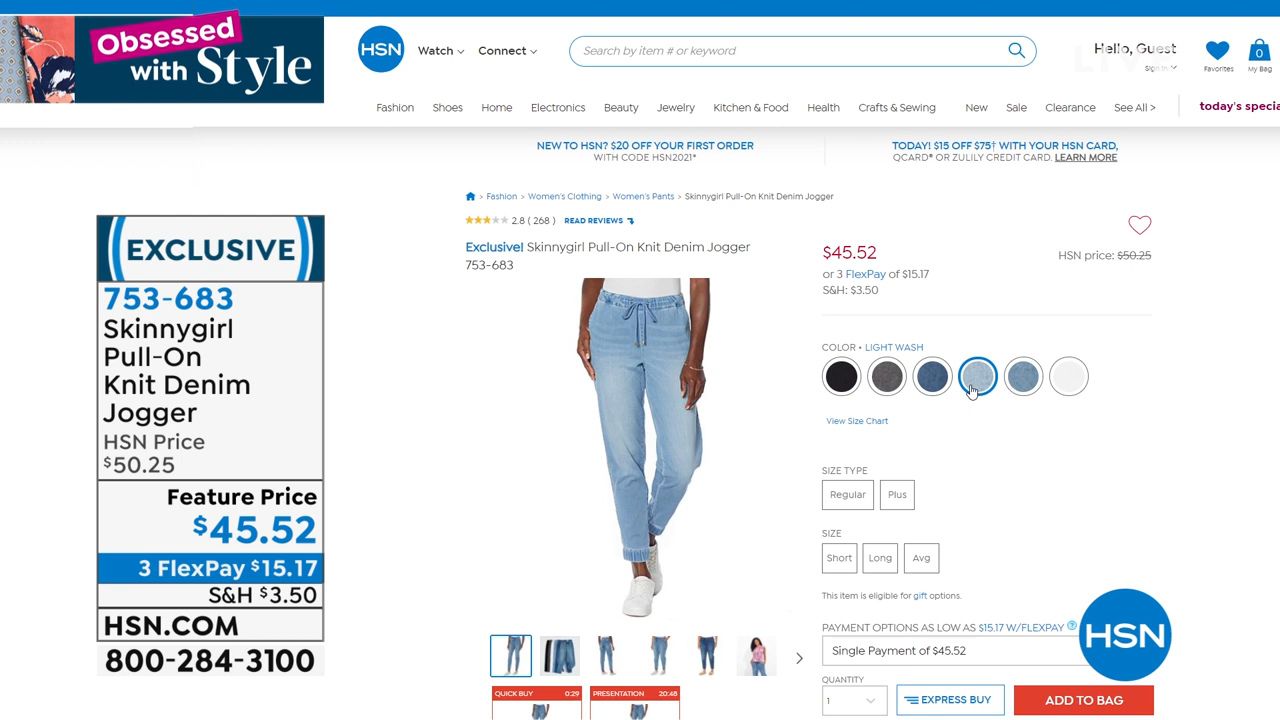 Obsessed
with Style
HSN
Watch
Connect
Search by item # or keyword
Hello, Guest
Sign In
Favorites
0
My Bag
Fashion
Shoes
Home
Electronics
Beauty
Jewelry
Kitchen & Food
Health
Crafts & Sewing
New
Sale
Clearance
See All >
today's specia
NEW TO HSN? $20 OFF YOUR FIRST ORDER
WITH CODE HSN2021*
TODAY! $15 OFF $75† WITH YOUR HSN CARD,
QCARD® OR ZULILY CREDIT CARD. LEARN MORE
> Fashion > Women's Clothing > Women's Pants > Skinnygirl Pull-On Knit Denim Jogger
2.8 ( 268 ) READ REVIEWS
Exclusive! Skinnygirl Pull-On Knit Denim Jogger
753-683
$45.52
HSN price: $50.25
or 3 FlexPay of $15.17
S&H: $3.50
COLOR • LIGHT WASH
View Size Chart
SIZE TYPE
Regular
Plus
SIZE
Short
Long
Avg
This item is eligible for gift options.
PAYMENT OPTIONS AS LOW AS $15.17 W/FLEXPAY ?
Single Payment of $45.52
QUANTITY
1
EXPRESS BUY
ADD TO BAG
HSN
QUICK BUY 0:29
PRESENTATION 20:48
EXCLUSIVE
753-683
Skinnygirl
Pull-On
Knit Denim
Jogger
HSN Price
$50.25
Feature Price
$45.52
3 FlexPay $15.17
S&H $3.50
HSN.COM
800-284-3100